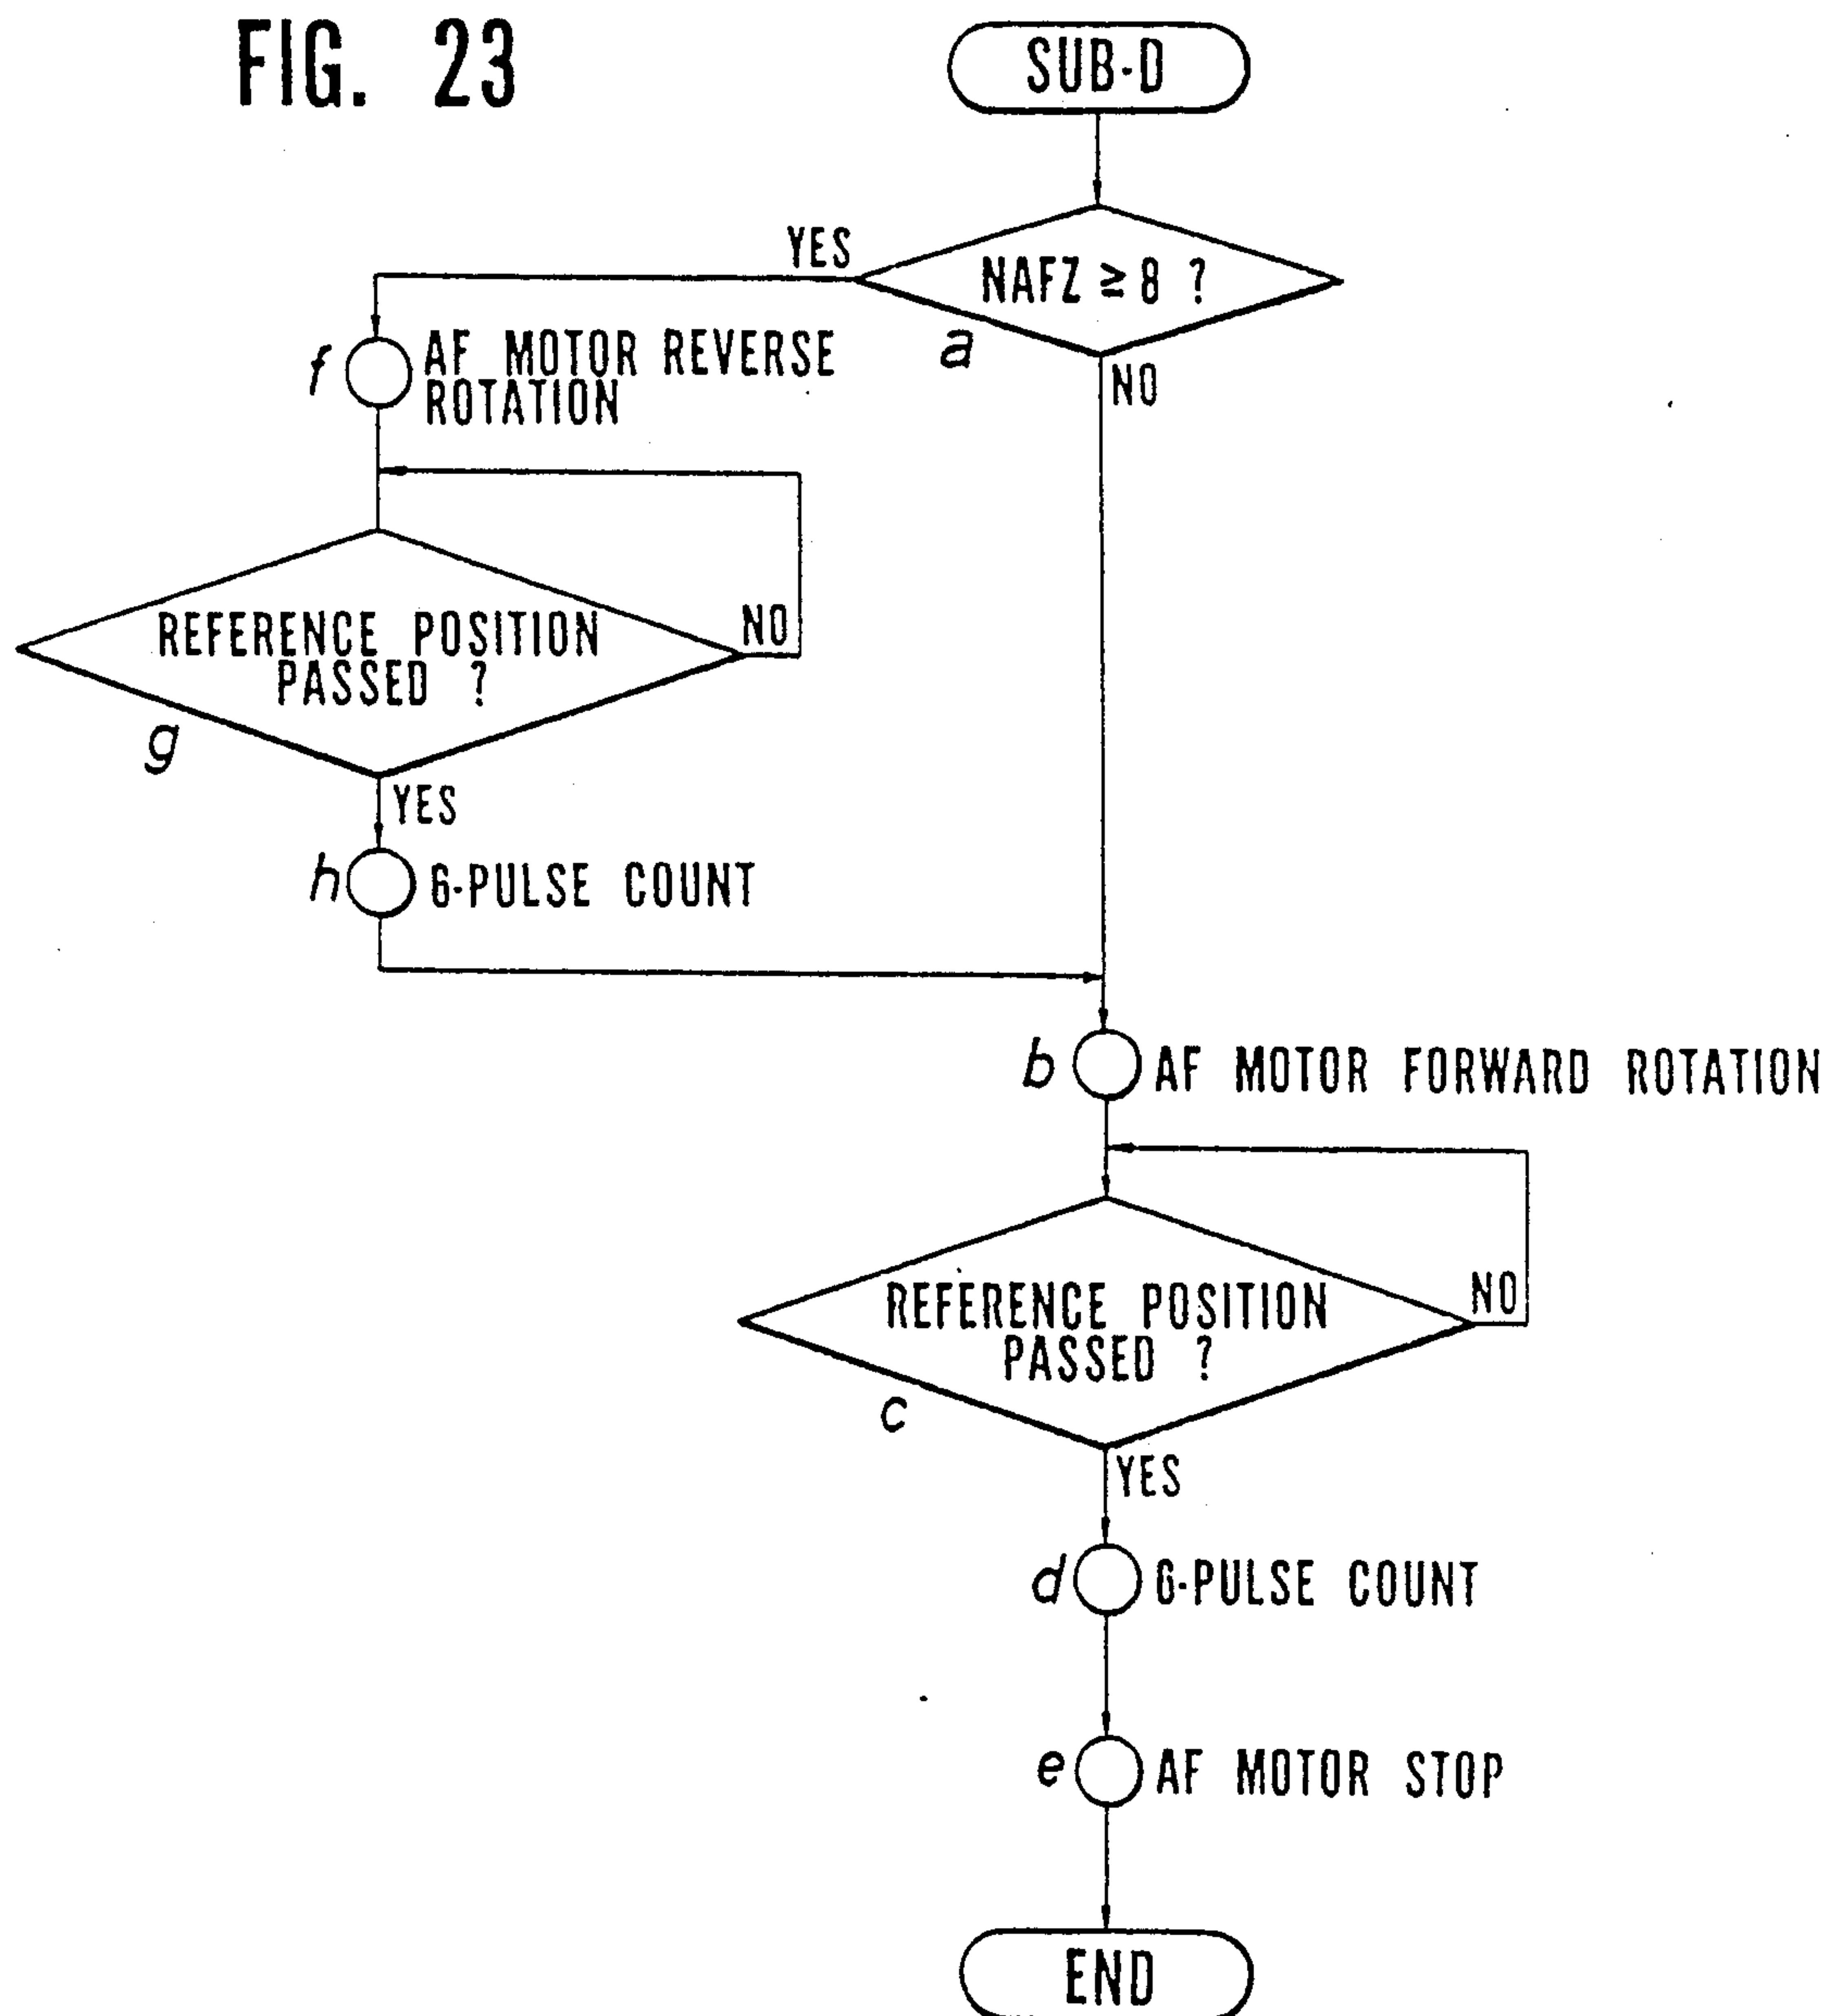 FIG. 23
SUB-D
YES
NAFZ ≧ 8 ?
a
NO
f
AF MOTOR REVERSE
ROTATION
NO
REFERENCE POSITION
PASSED ?
g
YES
h
6-PULSE COUNT
b
AF MOTOR FORWARD ROTATION
NO
REFERENCE POSITION
PASSED ?
c
YES
d
6-PULSE COUNT
e
AF MOTOR STOP
END